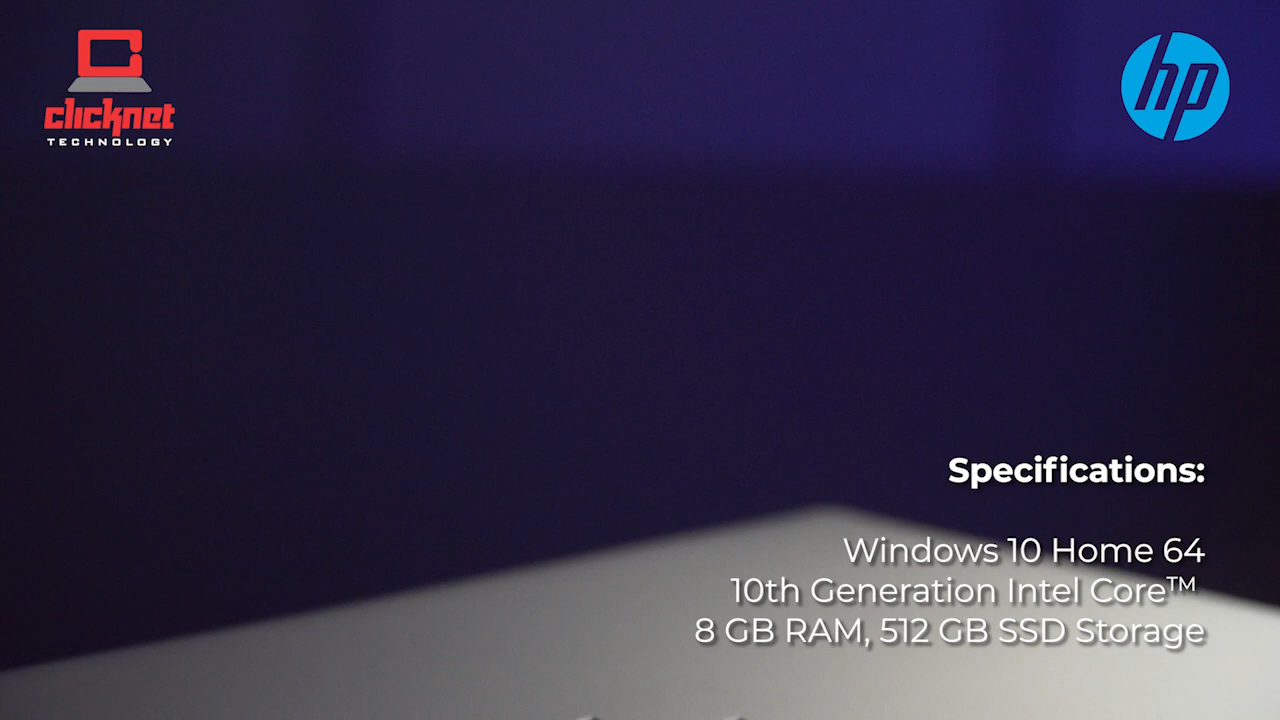 clicknet
TECHNOLOGY
hp
Specifications:
Windows 10 Home 64
10th Generation Intel Core™
8 GB RAM, 512 GB SSD Storage